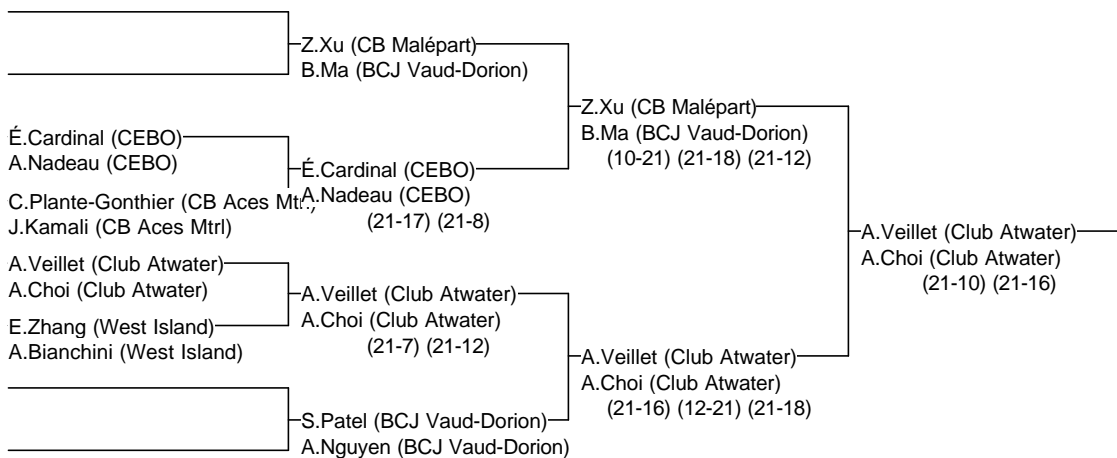 Z.Xu (CB Malépart)
B.Ma (BCJ Vaud-Dorion)
Z.Xu (CB Malépart)
B.Ma (BCJ Vaud-Dorion)
(10-21) (21-18) (21-12)
É.Cardinal (CEBO)
A.Nadeau (CEBO)
É.Cardinal (CEBO)
A.Nadeau (CEBO)
(21-17) (21-8)
C.Plante-Gonthier (CB Aces Mtrl)
J.Kamali (CB Aces Mtrl)
A.Veillet (Club Atwater)
A.Choi (Club Atwater)
(21-10) (21-16)
A.Veillet (Club Atwater)
A.Choi (Club Atwater)
A.Veillet (Club Atwater)
A.Choi (Club Atwater)
(21-7) (21-12)
E.Zhang (West Island)
A.Bianchini (West Island)
A.Veillet (Club Atwater)
A.Choi (Club Atwater)
(21-16) (12-21) (21-18)
S.Patel (BCJ Vaud-Dorion)
A.Nguyen (BCJ Vaud-Dorion)